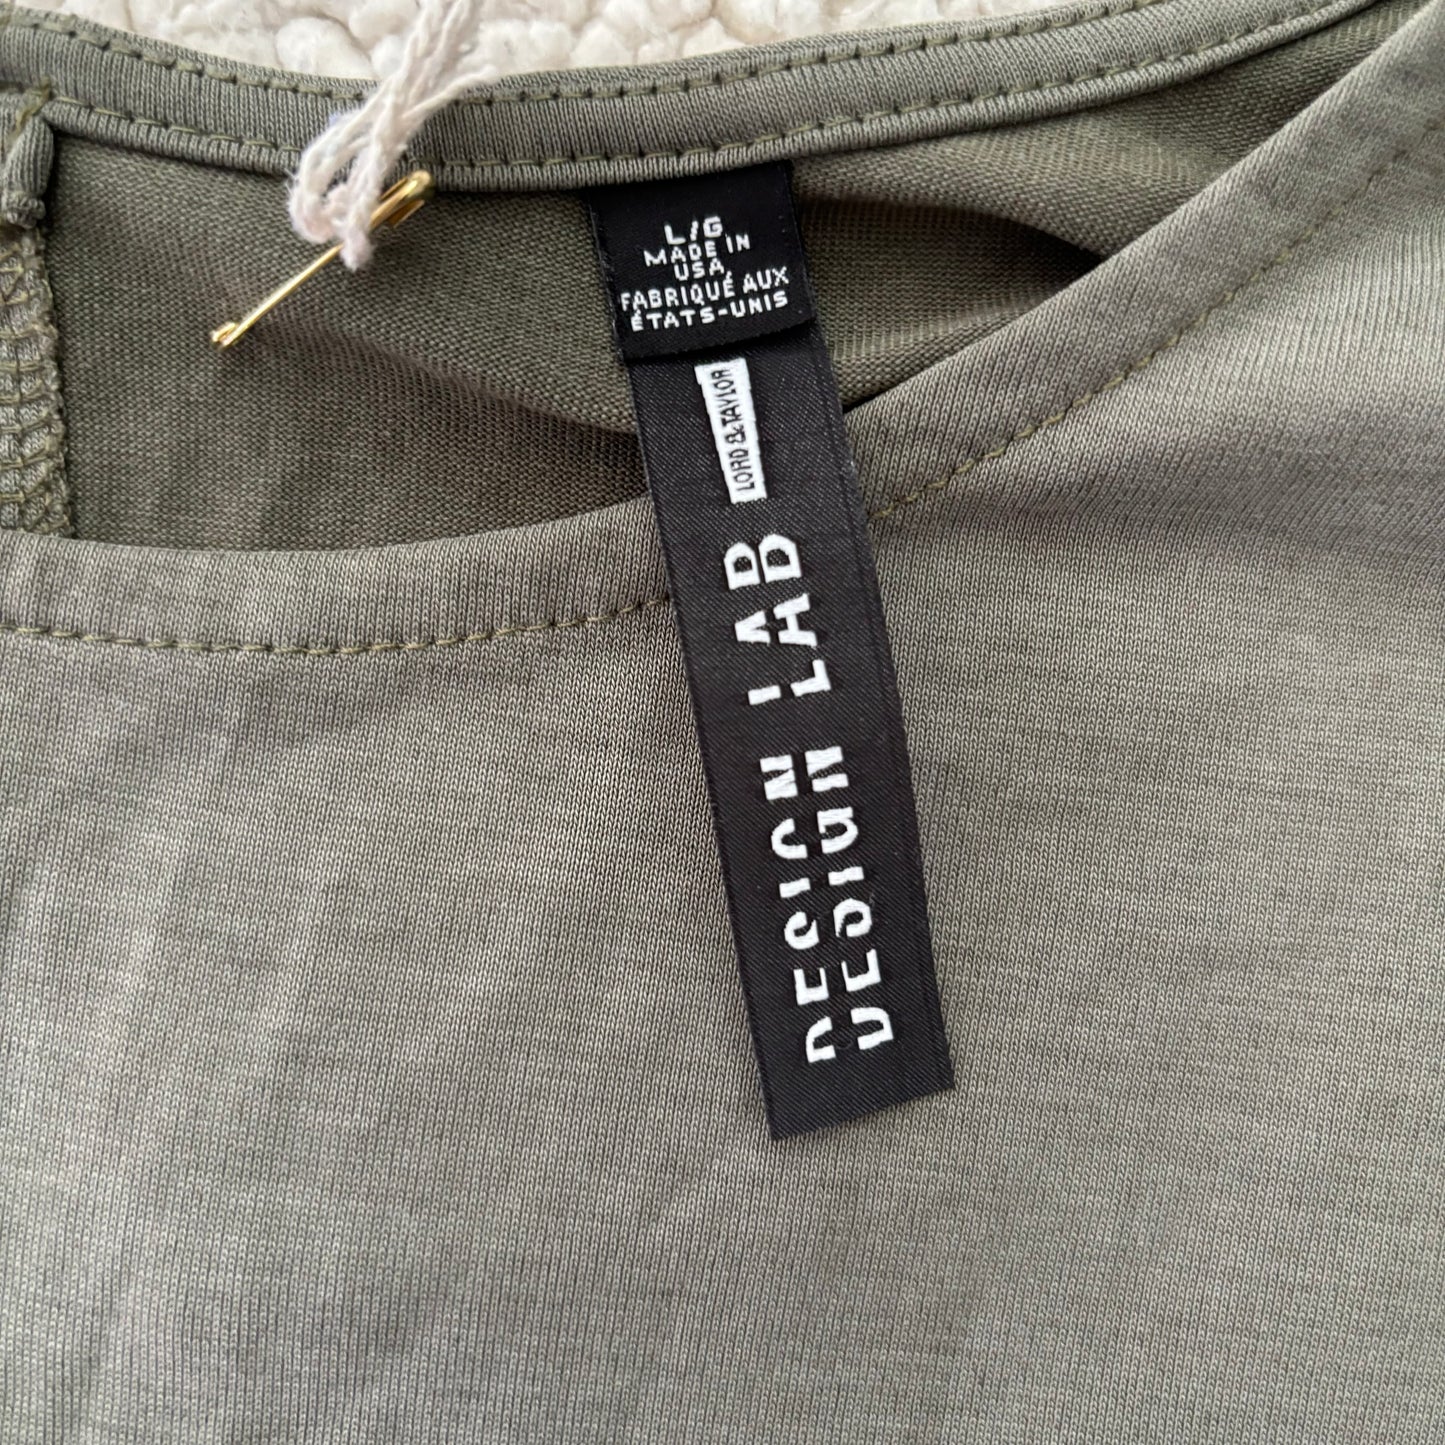 L/G
MADE IN
USA
FABRIQUÉ AUX
ÉTATS-UNIS
LORD & TAYLOR
DESIGN LAB